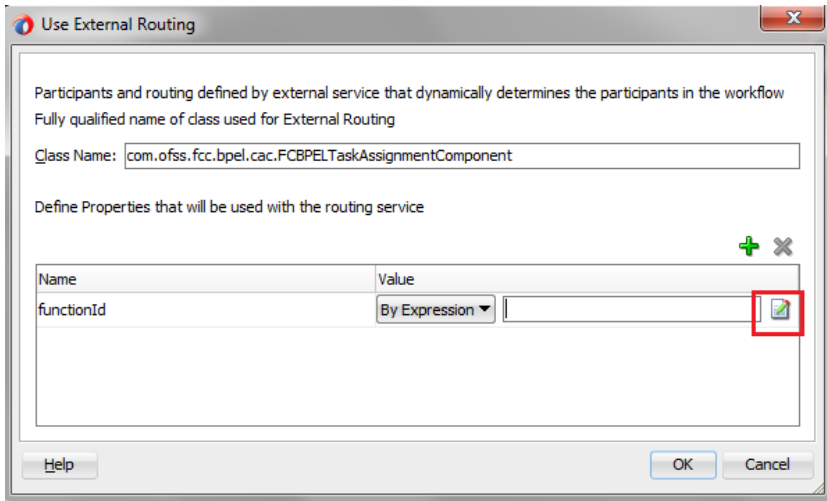 Use External Routing
Participants and routing defined by external service that dynamically determines the participants in the workflow
Fully qualified name of class used for External Routing
Class Name: com.ofss.fcc.bpel.cac.FCBPELTaskAssignmentComponent
Define Properties that will be used with the routing service
Name Value
functionId By Expression
Help OK Cancel